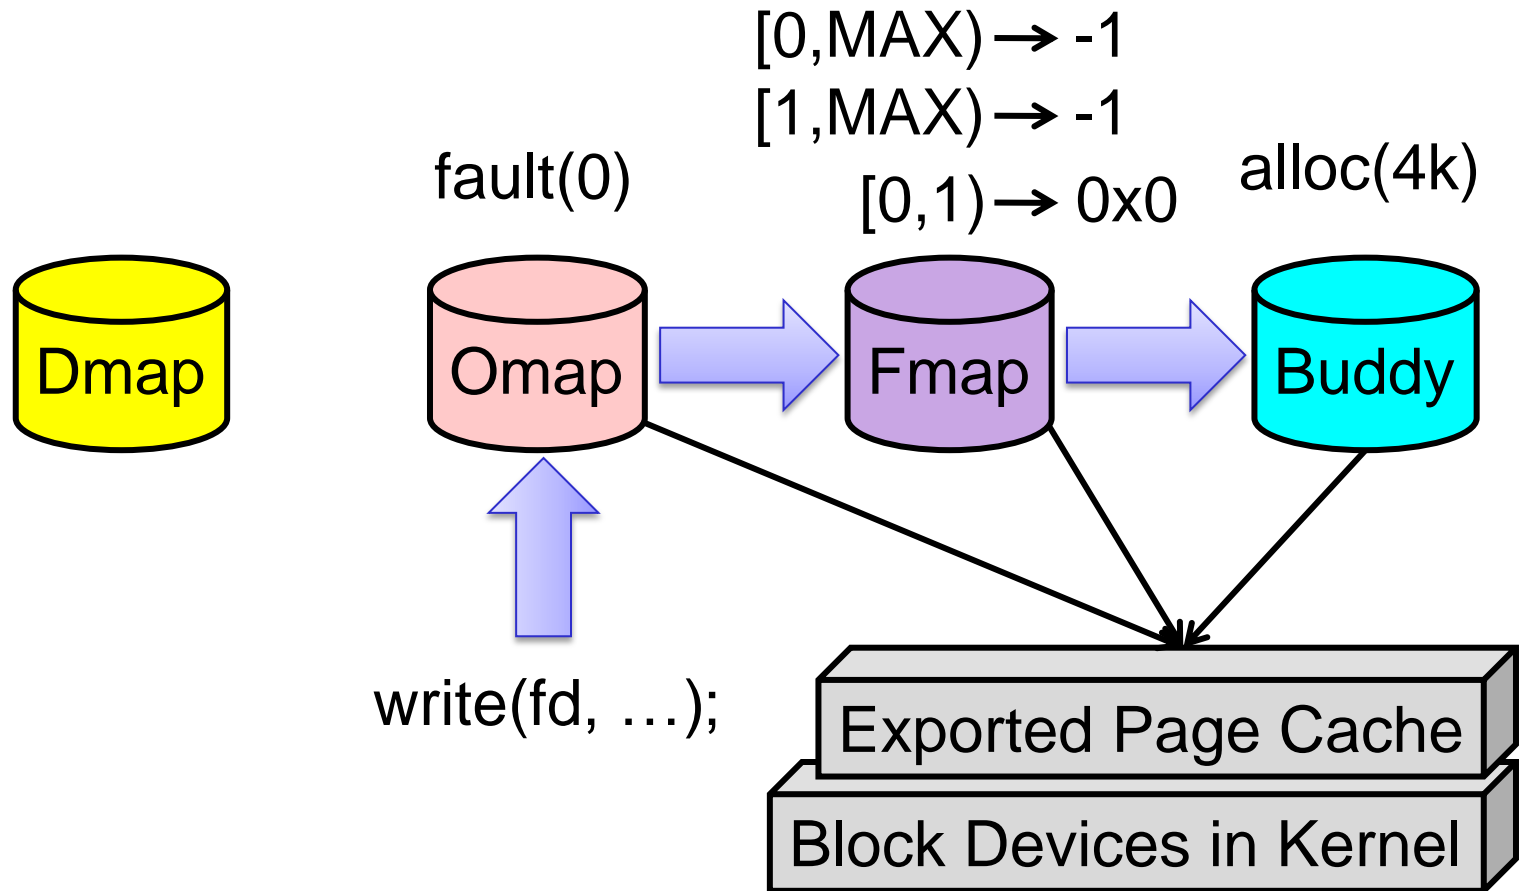 [0,MAX) → -1
[1,MAX) → -1
fault(0)
[0,1) → 0x0
alloc(4k)
Dmap
Omap
Fmap
Buddy
write(fd, …);
Exported Page Cache
Block Devices in Kernel